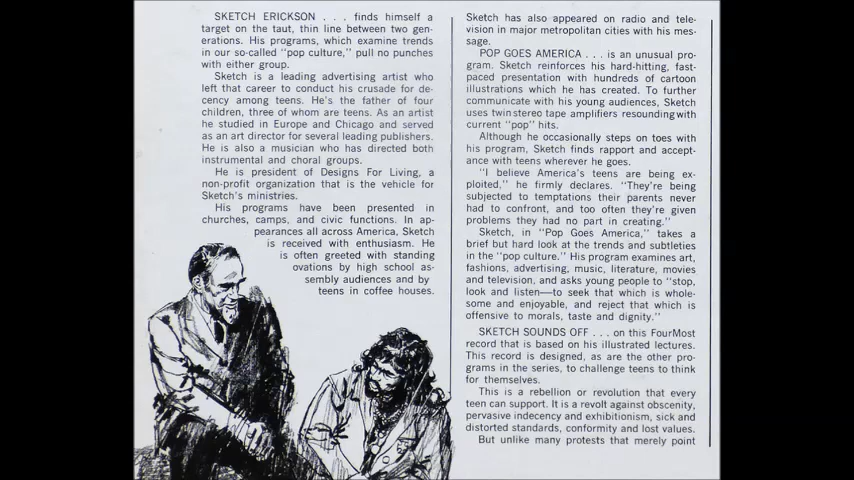 SKETCH ERICKSON . . . finds himself a
target on the taut, thin line between two gen-
erations. His programs, which examine trends
in our so-called "pop culture," pull no punches
with either group.
Sketch is a leading advertising artist who
left that career to conduct his crusade for de-
cency among teens. He's the father of four
children, three of whom are teens. As an artist
he studied in Europe and Chicago and served
as an art director for several leading publishers.
He is also a musician who has directed both
instrumental and choral groups.
He is president of Designs For Living, a
non-profit organization that is the vehicle for
Sketch's ministries.
His programs have been presented in
churches, camps, and civic functions. In ap-
pearances all across America, Sketch
is received with enthusiasm. He
is often greeted with standing
ovations by high school as-
sembly audiences and by
teens in coffee houses.
Sketch has also appeared on radio and tele-
vision in major metropolitan cities with his mes-
sage.
POP GOES AMERICA . . . is an unusual pro-
gram. Sketch reinforces his hard-hitting, fast-
paced presentation with hundreds of cartoon
illustrations which he has created. To further
communicate with his young audiences, Sketch
uses twin stereo tape amplifiers resounding with
current "pop" hits.
Although he occasionally steps on toes with
his program, Sketch finds rapport and accept-
ance with teens wherever he goes.
"I believe America's teens are being ex-
ploited," he firmly declares. "They're being
subjected to temptations their parents never
had to confront, and too often they're given
problems they had no part in creating."
Sketch, in "Pop Goes America," takes a
brief but hard look at the trends and subtleties
in the "pop culture." His program examines art,
fashions, advertising, music, literature, movies
and television, and asks young people to "stop,
look and listen—to seek that which is whole-
some and enjoyable, and reject that which is
offensive to morals, taste and dignity."
SKETCH SOUNDS OFF . . . on this FourMost
record that is based on his illustrated lectures.
This record is designed, as are the other pro-
grams in the series, to challenge teens to think
for themselves.
This is a rebellion or revolution that every
teen can support. It is a revolt against obscenity,
pervasive indecency and exhibitionism, sick and
distorted standards, conformity and lost values.
But unlike many protests that merely point